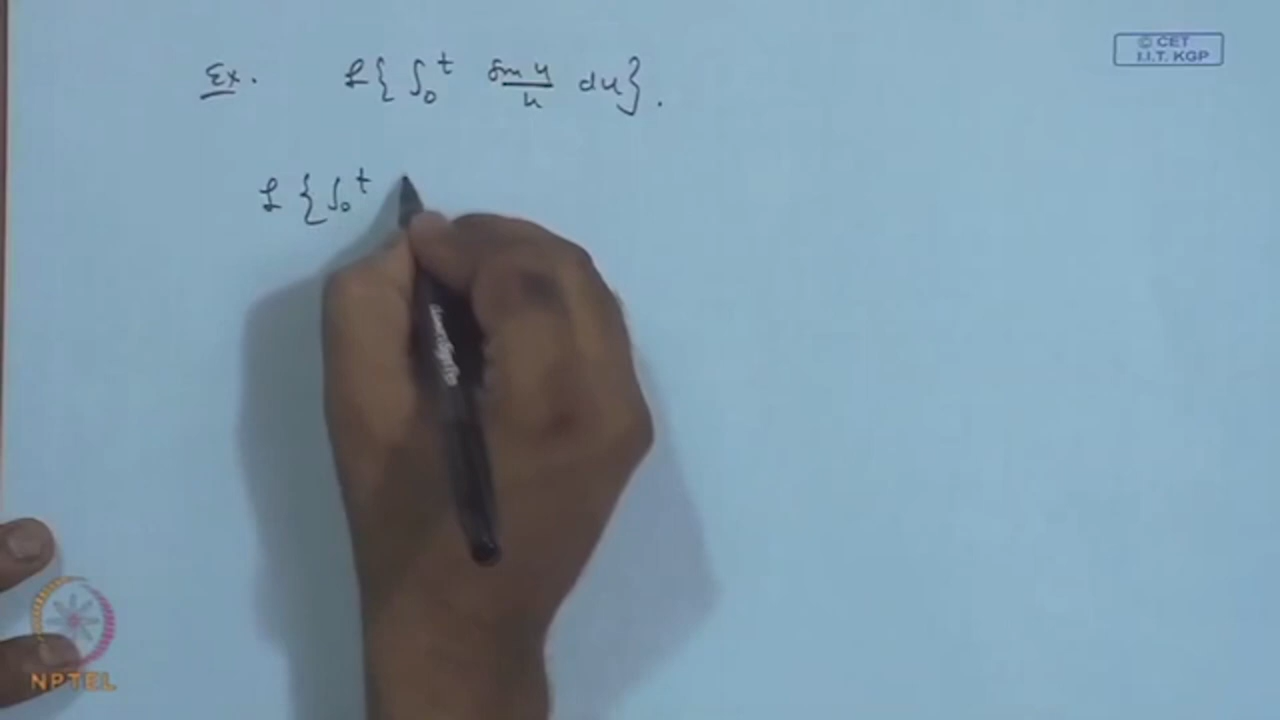 © CET
I.I.T. KGP
Ex. ℒ{ ∫₀ᵗ sin u/u du}.
ℒ {∫₀ᵗ
NPTEL